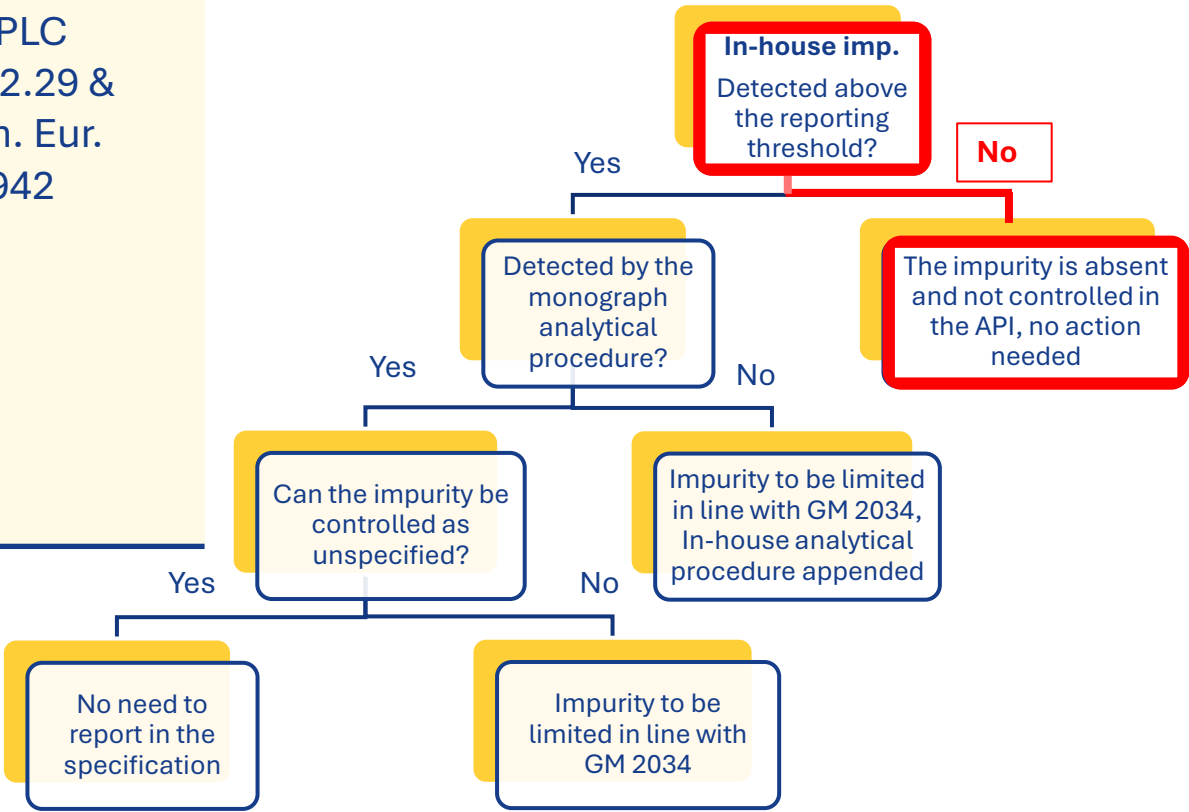 PLC
2.29 &
. Eur.
942
In-house imp.
Detected above
the reporting
threshold?
Yes
No
Detected by the
monograph
analytical
procedure?
The impurity is absent
and not controlled in
the API, no action
needed
Yes
No
Can the impurity be
controlled as
unspecified?
Impurity to be limited
in line with GM 2034,
In-house analytical
procedure appended
Yes
No
No need to
report in the
specification
Impurity to be
limited in line with
GM 2034